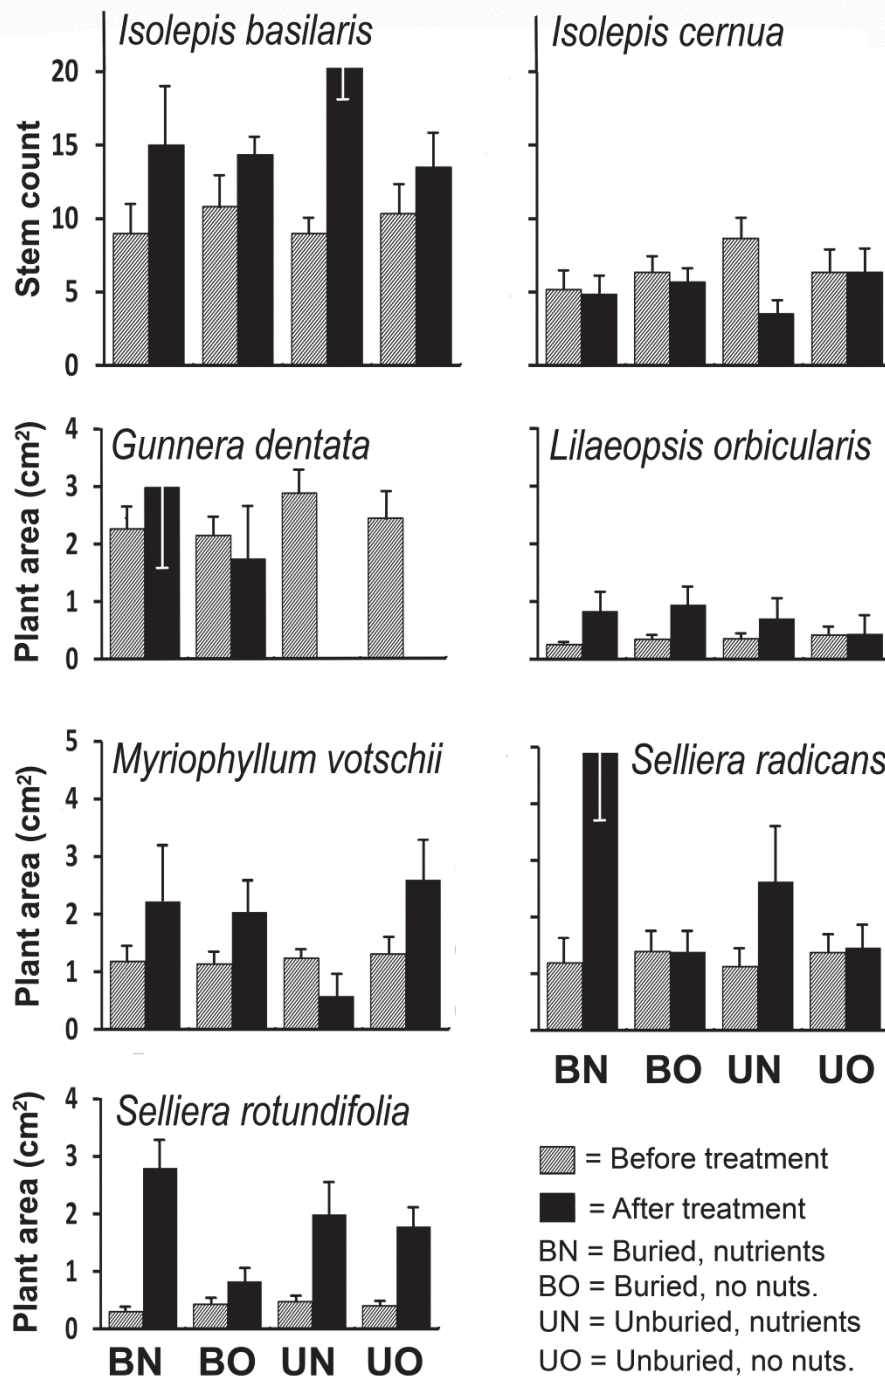 Isolepis basilaris
Isolepis cernua
Stem count
20
15
10
5
0
Gunnera dentata
Lilaeopsis orbicularis
Plant area (cm²)
4
3
2
1
0
Myriophyllum votschii
Selliera radicans
Plant area (cm²)
5
4
3
2
1
0
BN BO UN UO
Selliera rotundifolia
Plant area (cm²)
4
3
2
1
0
BN BO UN UO
= Before treatment
= After treatment
BN = Buried, nutrients
BO = Buried, no nuts.
UN = Unburied, nutrients
UO = Unburied, no nuts.